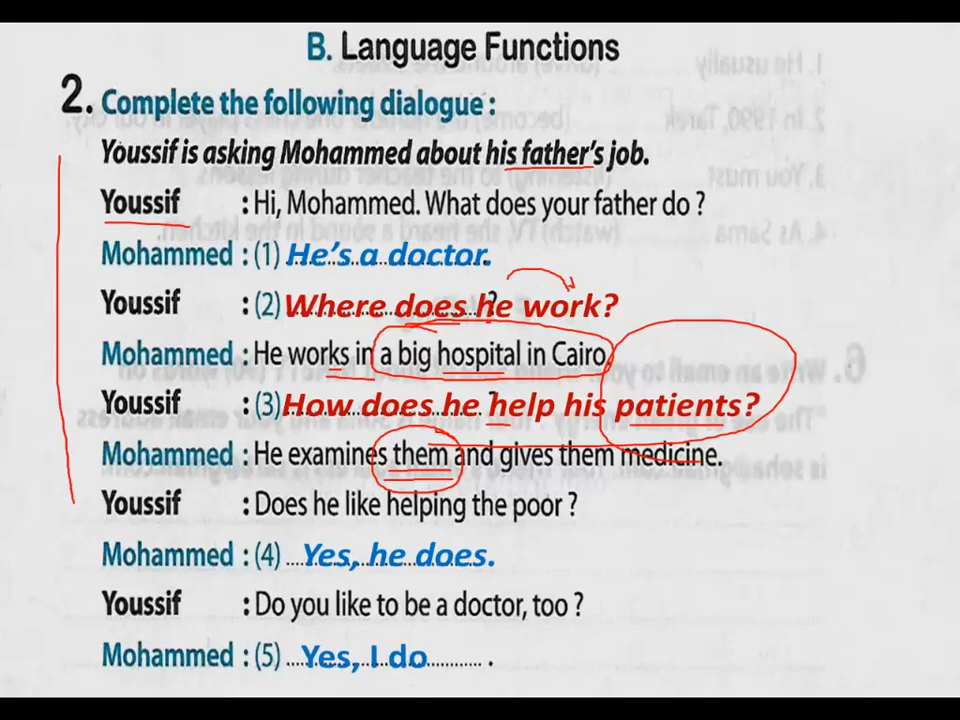 B. Language Functions
2. Complete the following dialogue :
Youssif is asking Mohammed about his father's job.
Youssif : Hi, Mohammed. What does your father do ?
Mohammed : (1) He's a doctor.
Youssif : (2) Where does he work?
Mohammed : He works in a big hospital in Cairo.
Youssif : (3) How does he help his patients?
Mohammed : He examines them and gives them medicine.
Youssif : Does he like helping the poor ?
Mohammed : (4) Yes, he does.
Youssif : Do you like to be a doctor, too ?
Mohammed : (5) Yes, I do .